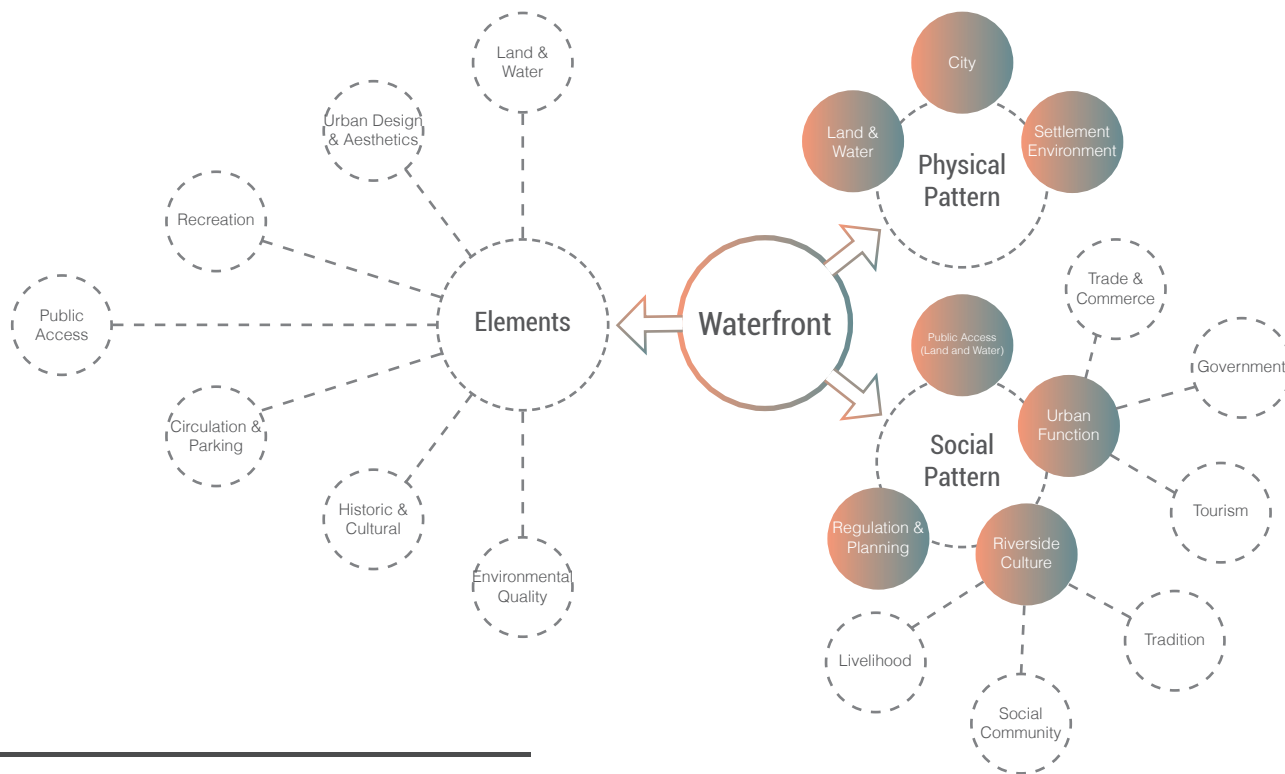 Land &
Water
Urban Design
& Aesthetics
Recreation
Public
Access
Circulation &
Parking
Historic &
Cultural
Environmental
Quality
Elements
Waterfront
City
Land &
Water
Settlement
Environment
Physical
Pattern
Trade &
Commerce
Public Access
(Land and Water)
Government
Urban
Function
Social
Pattern
Tourism
Regulation &
Planning
Riverside
Culture
Tradition
Livelihood
Social
Community